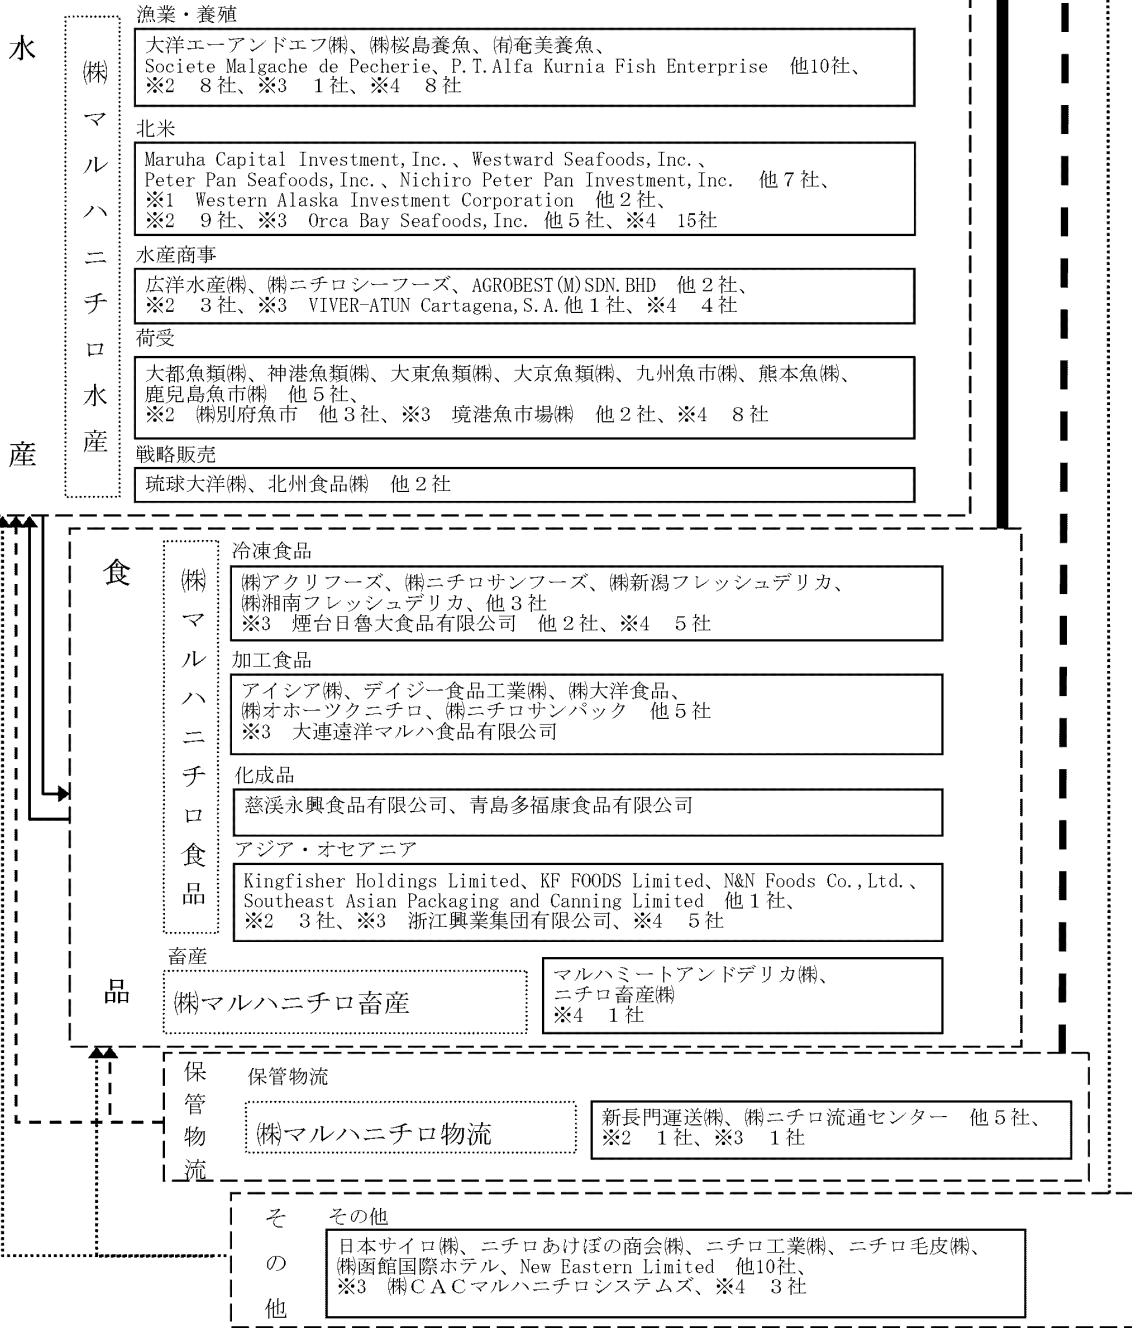 水産
㈱マルハニチロ水産
漁業・養殖
大洋エーアンドエフ㈱、㈱桜島養魚、㈲奄美養魚、
Societe Malgache de Pecherie、P.T.Alfa Kurnia Fish Enterprise　他10社、
※2　８社、※3　１社、※4　８社
北米
Maruha Capital Investment,Inc.、Westward Seafoods,Inc.、
Peter Pan Seafoods,Inc.、Nichiro Peter Pan Investment,Inc.　他７社、
※1　Western Alaska Investment Corporation　他２社、
※2　９社、※3　Orca Bay Seafoods,Inc. 他５社、※4　15社
水産商事
広洋水産㈱、㈱ニチロシーフーズ、AGROBEST(M)SDN.BHD　他２社、
※2　３社、※3　VIVER-ATUN Cartagena,S.A.他１社、※4　４社
荷受
大都魚類㈱、神港魚類㈱、大東魚類㈱、大京魚類㈱、九州魚市㈱、熊本魚㈱、
鹿兒島魚市㈱　他５社、
※2　㈱別府魚市　他３社、※3　境港魚市場㈱　他２社、※4　８社
戦略販売
琉球大洋㈱、北州食品㈱　他２社
食品
㈱マルハニチロ食品
冷凍食品
㈱アクリフーズ、㈱ニチロサンフーズ、㈱新潟フレッシュデリカ、
㈱湘南フレッシュデリカ、他３社
※3　煙台日魯大食品有限公司　他２社、※4　５社
加工食品
アイシア㈱、デイジー食品工業㈱、㈱大洋食品、
㈱オホーツクニチロ、㈱ニチロサンパック　他５社
※3　大連遠洋マルハ食品有限公司
化成品
慈渓永興食品有限公司、青島多福康食品有限公司
アジア・オセアニア
Kingfisher Holdings Limited、KF FOODS Limited、N&N Foods Co.,Ltd.、
Southeast Asian Packaging and Canning Limited　他１社、
※2　３社、※3　浙江興業集団有限公司、※4　５社
畜産
㈱マルハニチロ畜産
マルハミートアンドデリカ㈱、
ニチロ畜産㈱
※4　１社
保管物流
保管物流
㈱マルハニチロ物流
新長門運送㈱、㈱ニチロ流通センター　他５社、
※2　１社、※3　１社
その他
その他
日本サイロ㈱、ニチロあけぼの商会㈱、ニチロ工業㈱、ニチロ毛皮㈱、
㈱函館国際ホテル、New Eastern Limited　他10社、
※3　㈱ＣＡＣマルハニチロシステムズ、※4　３社